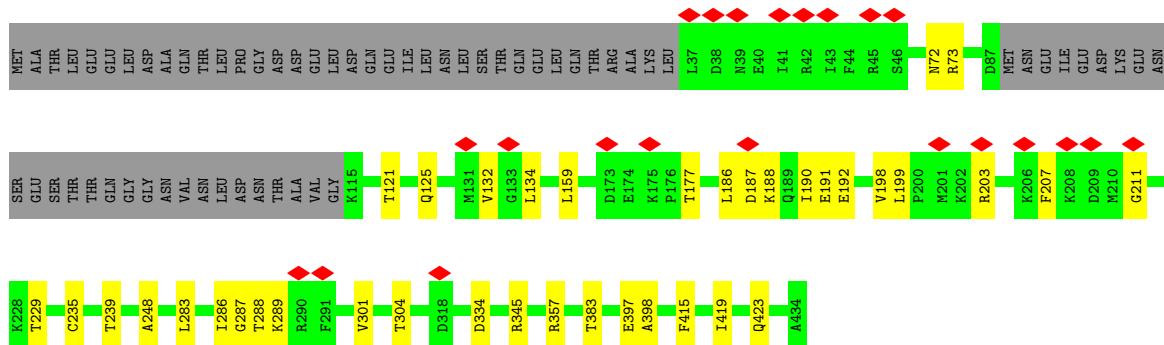 MET ALA THR LEU GLU GLU LEU ASP ALA GLN THR LEU PRO GLY ASP ASP GLU LEU ASP GLN GLU ILE LEU ASN LEU SER THR GLN GLU LEU GLN THR ARG ALA LYS LEU L37 D38 N39 E40 I41 R42 I43 F44 R45 S46 N72 R73 D87 MET ASN GLU ILE GLU ASP LYS GLU ASN
SER GLU SER THR THR GLN GLY GLY ASN VAL ASN LEU ASP ASN THR ALA VAL GLY K115 T121 Q125 M131 V132 G133 L134 L159 D173 E174 K175 P176 T177 L186 D187 K188 Q189 I190 E191 E192 V198 L199 P200 M201 K202 R203 K206 F207 K208 D209 M210 G211
K228 T229 C235 T239 A248 L283 I286 G287 T288 K289 R290 F291 V301 T304 D318 D334 R345 R357 T383 E397 A398 F415 I419 Q423 A434